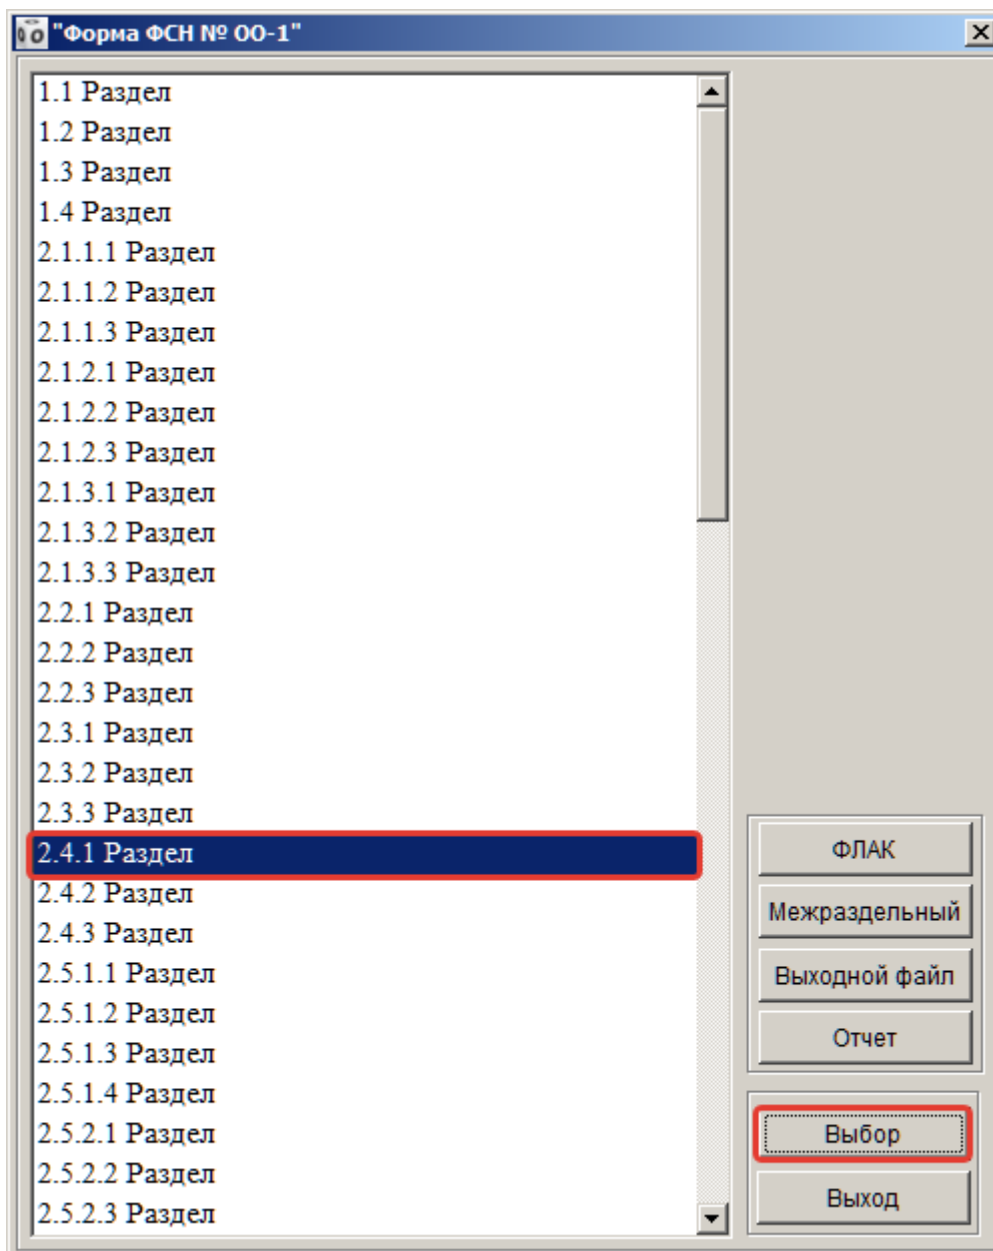 "Форма ФСН № ОО-1"
1.1 Раздел
1.2 Раздел
1.3 Раздел
1.4 Раздел
2.1.1.1 Раздел
2.1.1.2 Раздел
2.1.1.3 Раздел
2.1.2.1 Раздел
2.1.2.2 Раздел
2.1.2.3 Раздел
2.1.3.1 Раздел
2.1.3.2 Раздел
2.1.3.3 Раздел
2.2.1 Раздел
2.2.2 Раздел
2.2.3 Раздел
2.3.1 Раздел
2.3.2 Раздел
2.3.3 Раздел
2.4.1 Раздел
2.4.2 Раздел
2.4.3 Раздел
2.5.1.1 Раздел
2.5.1.2 Раздел
2.5.1.3 Раздел
2.5.1.4 Раздел
2.5.2.1 Раздел
2.5.2.2 Раздел
2.5.2.3 Раздел
ФЛАК
Межраздельный
Выходной файл
Отчет
Выбор
Выход